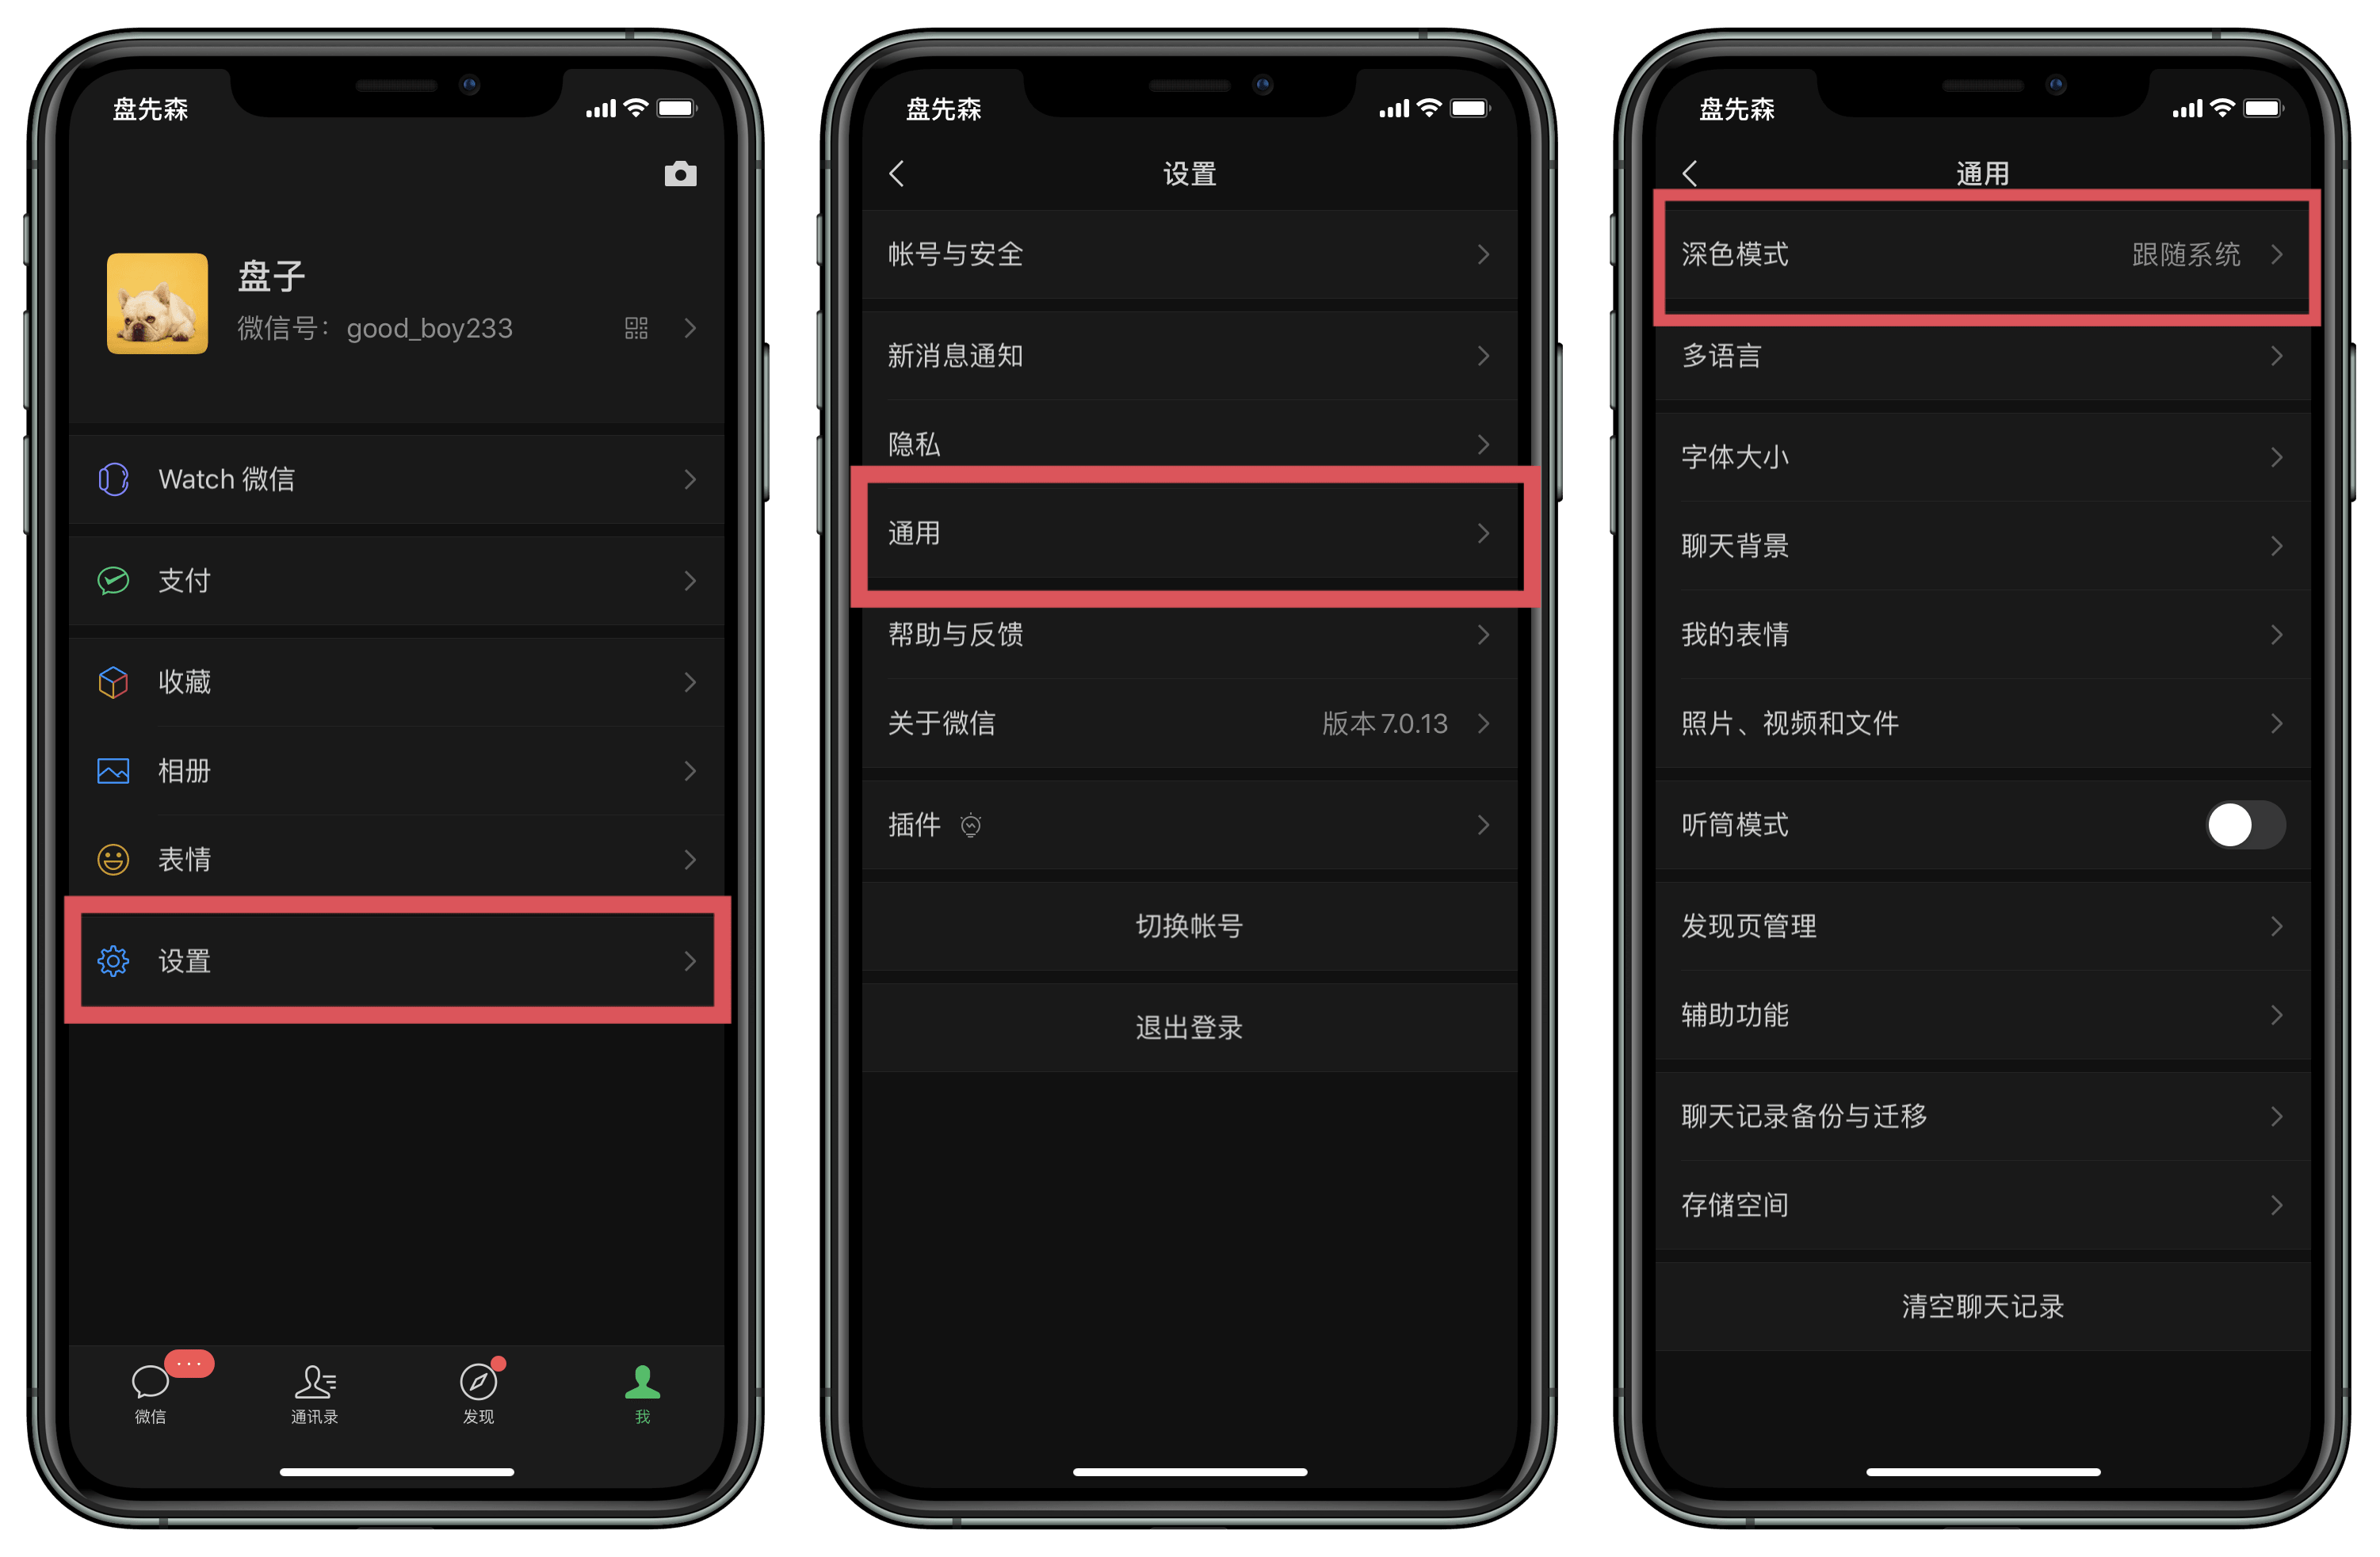 盘先森
盘子
微信号：good_boy233
Watch 微信
支付
收藏
相册
表情
设置
微信
通讯录
发现
我
盘先森
设置
帐号与安全
新消息通知
隐私
通用
帮助与反馈
关于微信 版本 7.0.13
插件
切换帐号
退出登录
盘先森
通用
深色模式 跟随系统
多语言
字体大小
聊天背景
我的表情
照片、视频和文件
听筒模式
发现页管理
辅助功能
聊天记录备份与迁移
存储空间
清空聊天记录